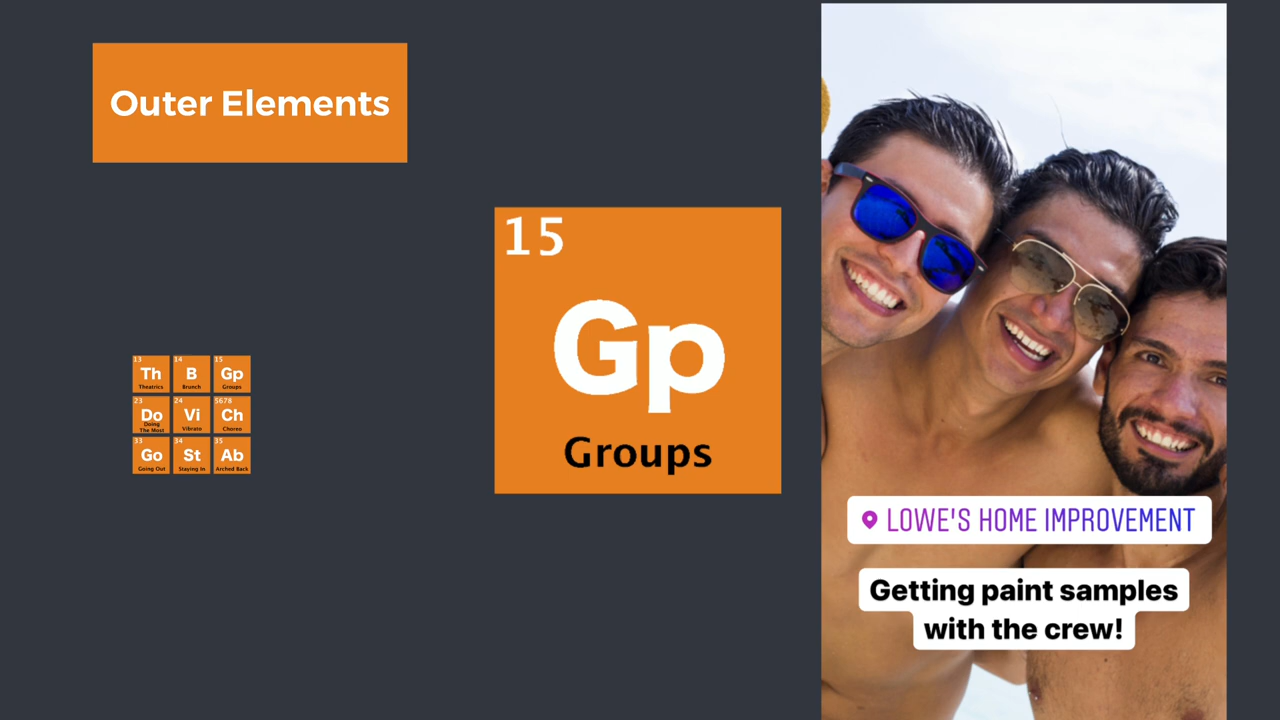 Outer Elements
13
Th
Theatrics
14
B
Brunch
15
Gp
Groups
23
Do
Doing
The Most
24
Vi
Vibrato
5678
Ch
Choreo
33
Go
Going Out
34
St
Staying In
35
Ab
Arched Back
15
Gp
Groups
LOWE'S HOME IMPROVEMENT
Getting paint samples
with the crew!